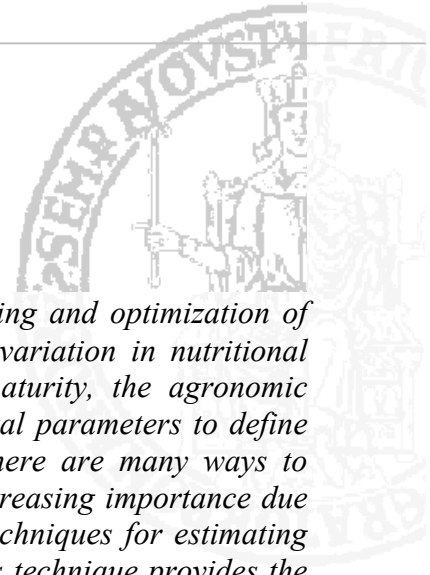 ing and optimization of
variation in nutritional
aturity, the agronomic
al parameters to define
here are many ways to
creasing importance due
chniques for estimating
s technique provides the